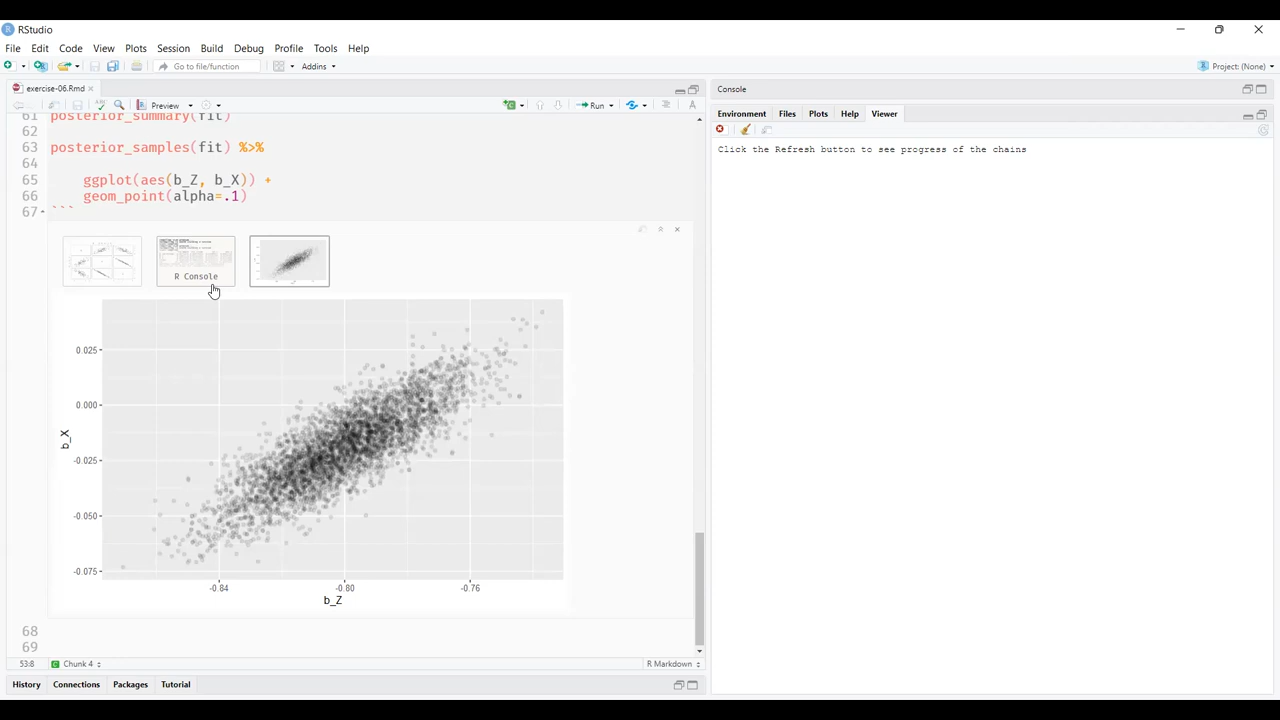 RStudio
File Edit Code View Plots Session Build Debug Profile Tools Help
Go to file/function Addins Project: (None)
exercise-06.Rmd
Preview Run
61 posterior_summary(fit)
62
63 posterior_samples(fit) %>%
64
65 ggplot(aes(b_Z, b_X)) +
66 geom_point(alpha=.1)
67 ```
R Console
0.025
0.000
-0.025
-0.050
-0.075
b_X
-0.84 -0.80 -0.76
b_Z
68
69
53:8 Chunk 4 R Markdown
History Connections Packages Tutorial
Console
Environment Files Plots Help Viewer
Click the Refresh button to see progress of the chains